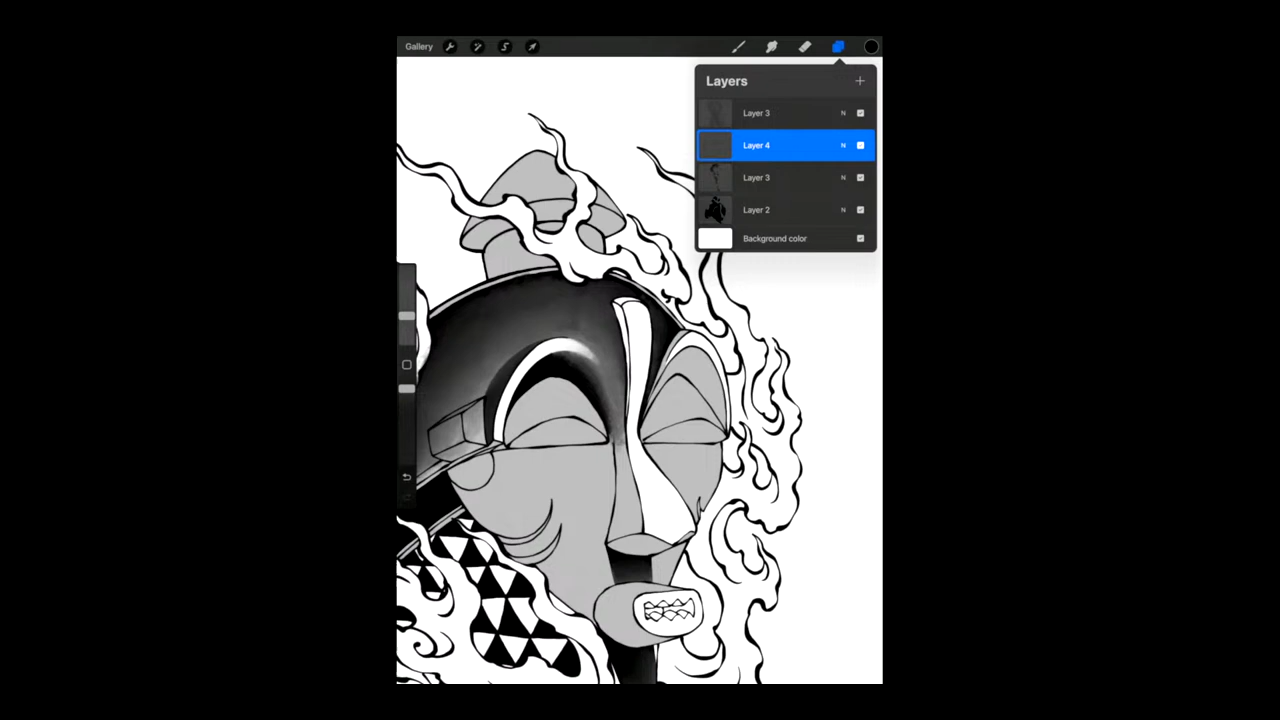 Gallery
Layers
Layer 3 N
Layer 4 N
Layer 3 N
Layer 2 N
Background color